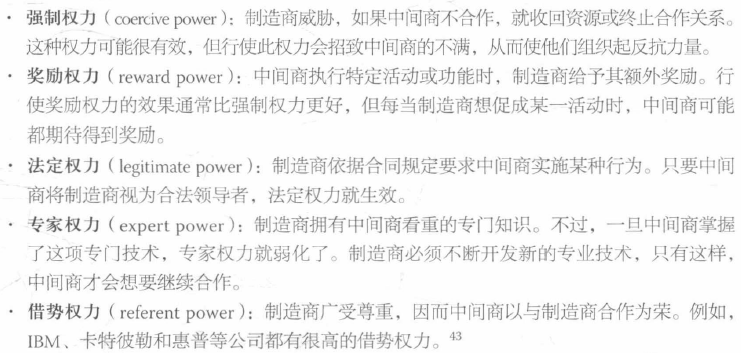 · 强制权力（coercive power）：制造商威胁，如果中间商不合作，就收回资源或终止合作关系。
这种权力可能很有效，但行使此权力会招致中间商的不满，从而使他们组织起反抗力量。
· 奖励权力（reward power）：中间商执行特定活动或功能时，制造商给予其额外奖励。行
使奖励权力的效果通常比强制权力更好，但每当制造商想促成某一活动时，中间商可能
都期待得到奖励。
· 法定权力（legitimate power）：制造商依据合同规定要求中间商实施某种行为。只要中间
商将制造商视为合法领导者，法定权力就生效。
· 专家权力（expert power）：制造商拥有中间商看重的专门知识。不过，一旦中间商掌握
了这项专门技术，专家权力就弱化了。制造商必须不断开发新的专业技术，只有这样，
中间商才会想要继续合作。
· 借势权力（referent power）：制造商广受尊重，因而中间商以与制造商合作为荣。例如，
IBM、卡特彼勒和惠普等公司都有很高的借势权力。43